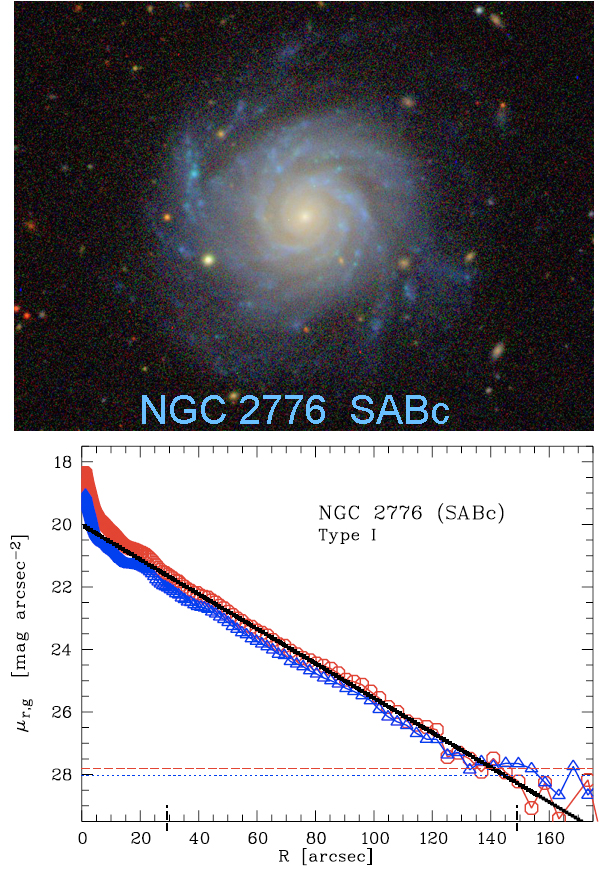 NGC 2776 SABc
18
20
22
24
26
28
μr,g [mag arcsec−2]
NGC 2776 (SABc)
Type I
0 20 40 60 80 100 120 140 160
R [arcsec]